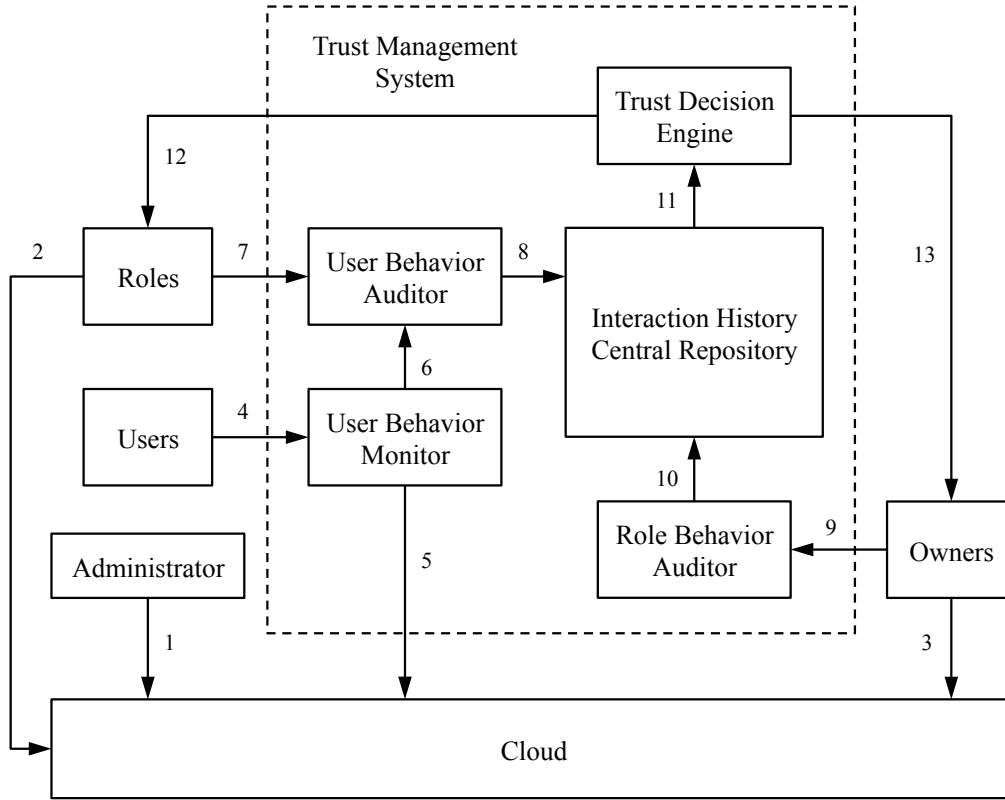 Trust Management
System
Trust Decision
Engine
12
11
2
7
8
13
Roles
User Behavior
Auditor
Interaction History
Central Repository
6
4
Users
User Behavior
Monitor
10
9
Role Behavior
Auditor
Owners
Administrator
5
1
3
Cloud